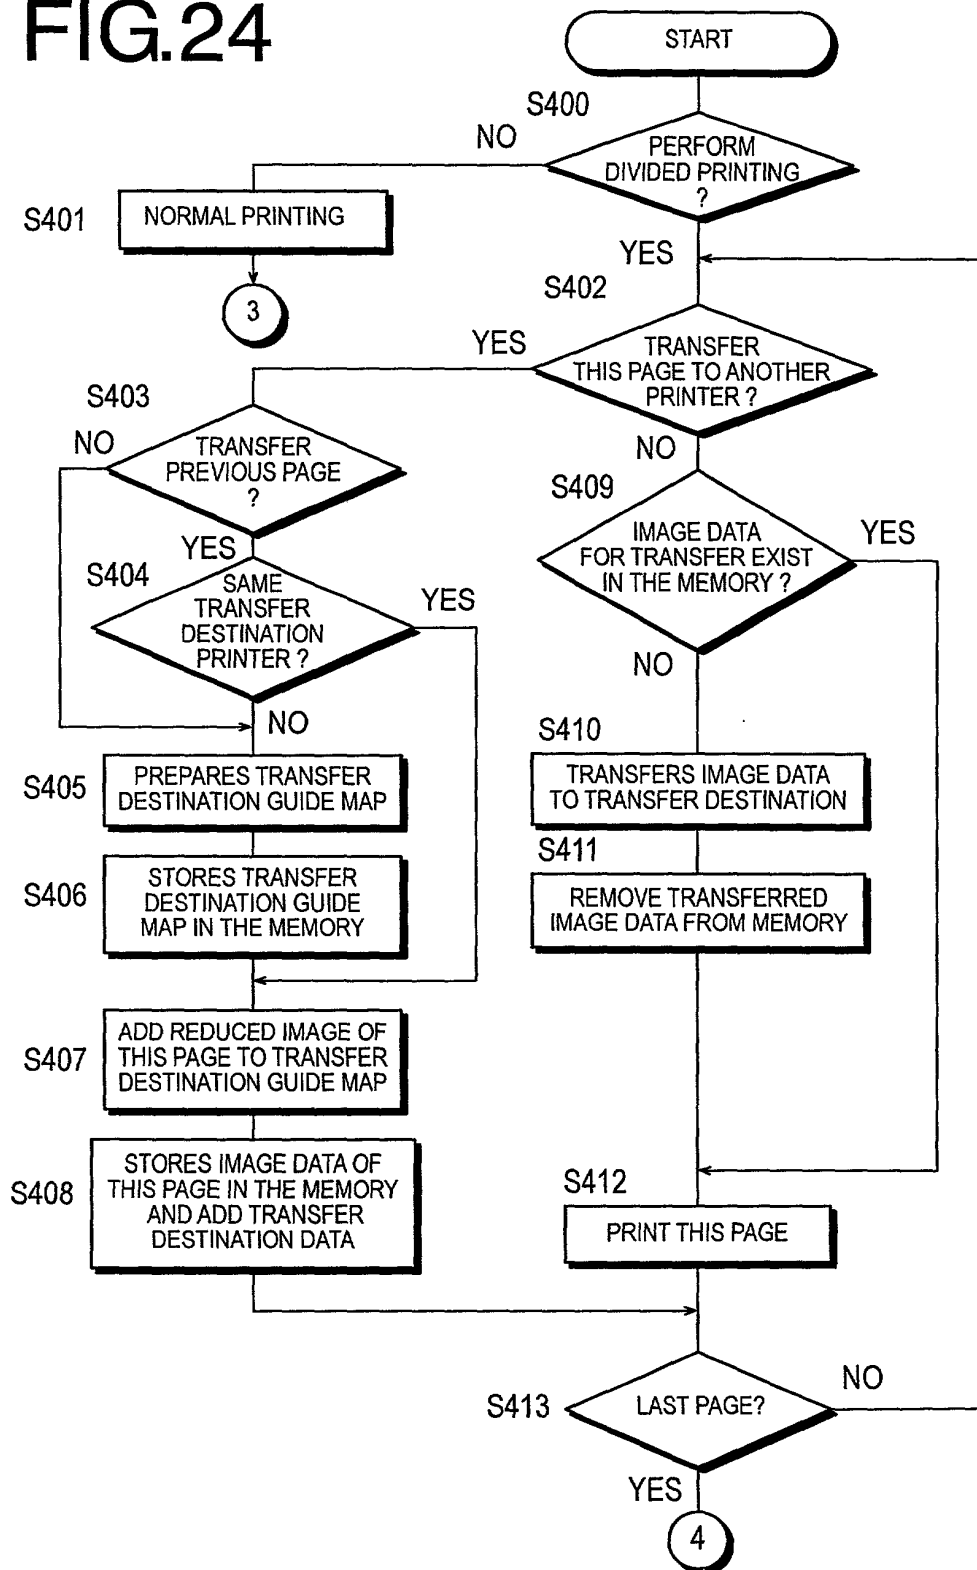 FIG.24
START
S400
NO
PERFORM
DIVIDED PRINTING
?
S401
NORMAL PRINTING
YES
S402
3
YES
TRANSFER
THIS PAGE TO ANOTHER
PRINTER ?
S403
NO
TRANSFER
PREVIOUS PAGE
?
NO
S409
YES
S404
SAME
TRANSFER
DESTINATION
PRINTER ?
YES
IMAGE DATA
FOR TRANSFER EXIST
IN THE MEMORY ?
YES
NO
NO
S405
PREPARES TRANSFER
DESTINATION GUIDE MAP
S410
TRANSFERS IMAGE DATA
TO TRANSFER DESTINATION
S406
STORES TRANSFER
DESTINATION GUIDE
MAP IN THE MEMORY
S411
REMOVE TRANSFERRED
IMAGE DATA FROM MEMORY
S407
ADD REDUCED IMAGE OF
THIS PAGE TO TRANSFER
DESTINATION GUIDE MAP
S408
STORES IMAGE DATA OF
THIS PAGE IN THE MEMORY
AND ADD TRANSFER
DESTINATION DATA
S412
PRINT THIS PAGE
S413
LAST PAGE?
NO
YES
4